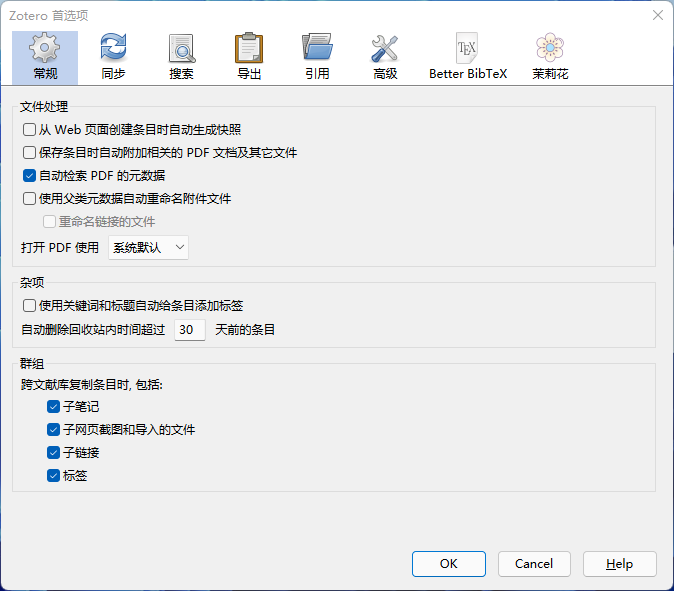 Zotero 首选项
常规 同步 搜索 导出 引用 高级 Better BibTeX 茉莉花
TEX
文件处理
从 Web 页面创建条目时自动生成快照
保存条目时自动附加相关的 PDF 文档及其它文件
自动检索 PDF 的元数据
使用父类元数据自动重命名附件文件
重命名链接的文件
打开 PDF 使用 系统默认
杂项
使用关键词和标题自动给条目添加标签
自动删除回收站内时间超过 30 天前的条目
群组
跨文献库复制条目时, 包括:
子笔记
子网页截图和导入的文件
子链接
标签
OK Cancel Help